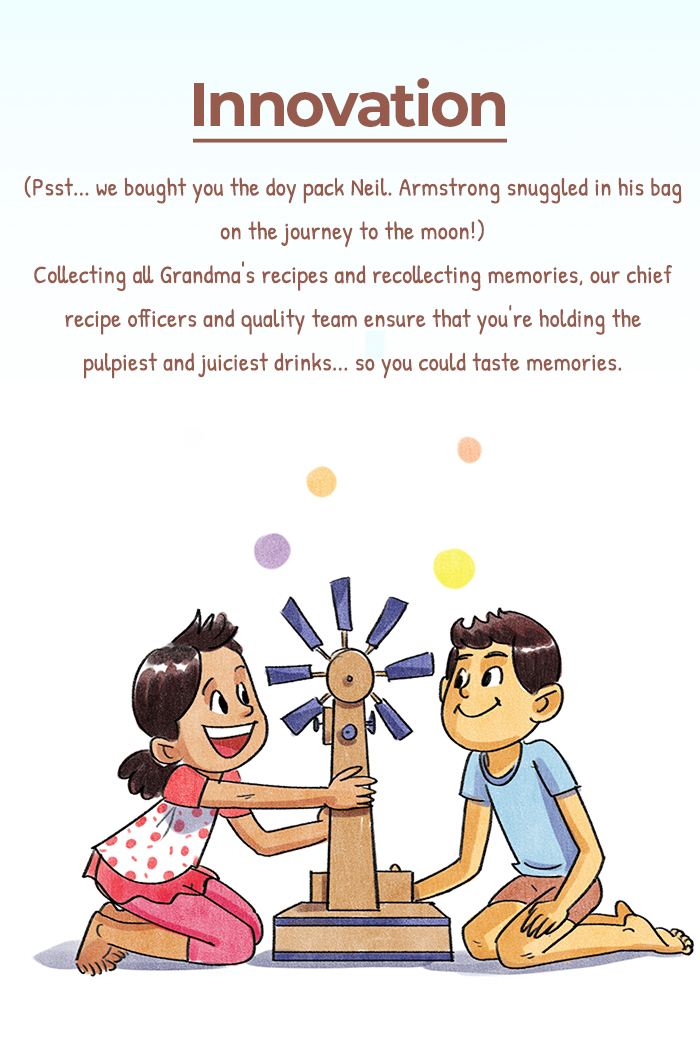 Innovation
(Psst... we bought you the doy pack Neil. Armstrong snuggled in his bag
on the journey to the moon!)
Collecting all Grandma's recipes and recollecting memories, our chief
recipe officers and quality team ensure that you're holding the
pulpiest and juiciest drinks... so you could taste memories.